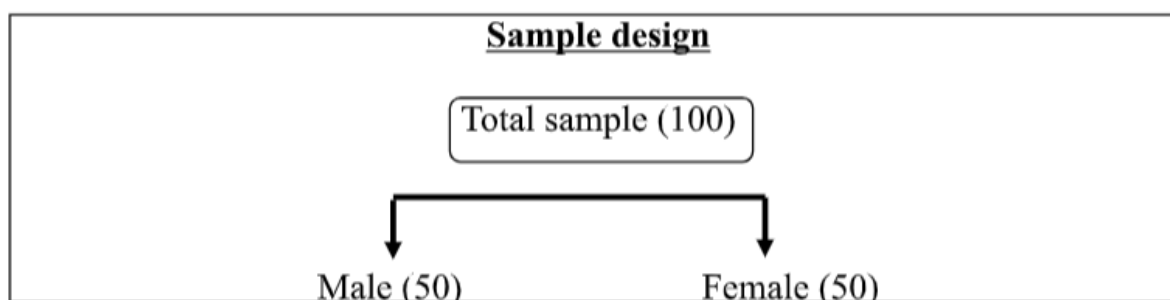 Sample design
Total sample (100)
Male (50)
Female (50)